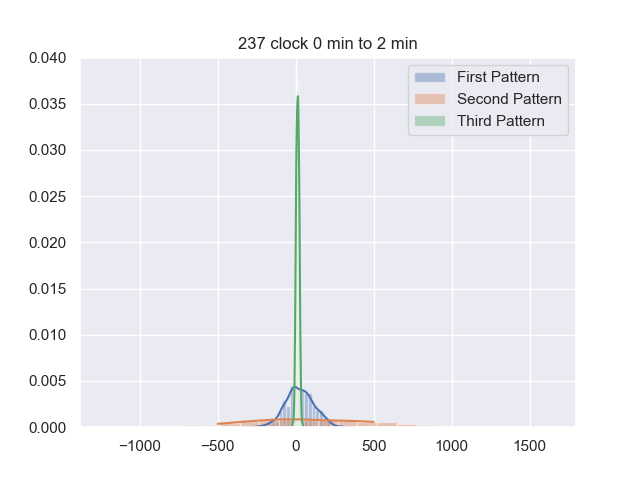 237 clock 0 min to 2 min
0.040
0.035
0.030
0.025
0.020
0.015
0.010
0.005
0.000
First Pattern
Second Pattern
Third Pattern
−1000 −500 0 500 1000 1500